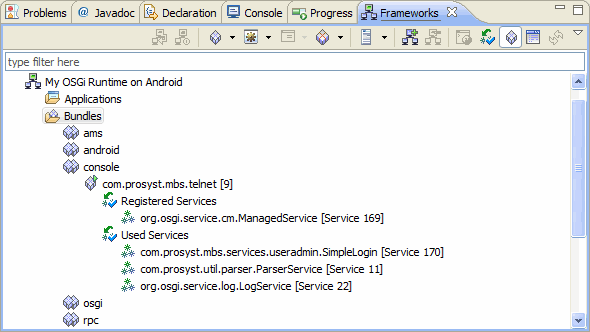 Problems @ Javadoc Declaration Console Progress Frameworks
type filter here
My OSGi Runtime on Android
Applications
Bundles
ams
android
console
com.prosyst.mbs.telnet [9]
Registered Services
org.osgi.service.cm.ManagedService [Service 169]
Used Services
com.prosyst.mbs.services.useradmin.SimpleLogin [Service 170]
com.prosyst.util.parser.ParserService [Service 11]
org.osgi.service.log.LogService [Service 22]
osgi
rpc